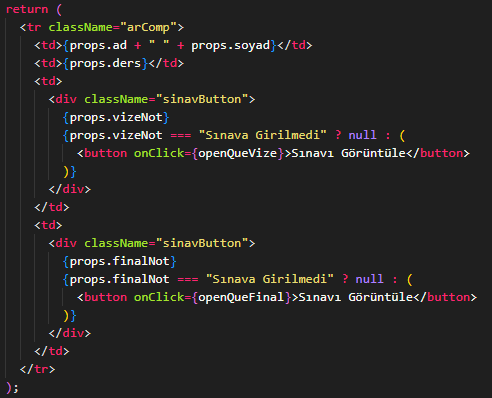 return (
<tr className="arComp">
<td>{props.ad + " " + props.soyad}</td>
<td>{props.ders}</td>
<td>
<div className="sinavButton">
{props.vizeNot}
{props.vizeNot === "Sınava Girilmedi" ? null : (
<button onClick={openQueVize}>Sınavı Görüntüle</button>
)}
</div>
</td>
<td>
<div className="sinavButton">
{props.finalNot}
{props.finalNot === "Sınava Girilmedi" ? null : (
<button onClick={openQueFinal}>Sınavı Görüntüle</button>
)}
</div>
</td>
</tr>
);